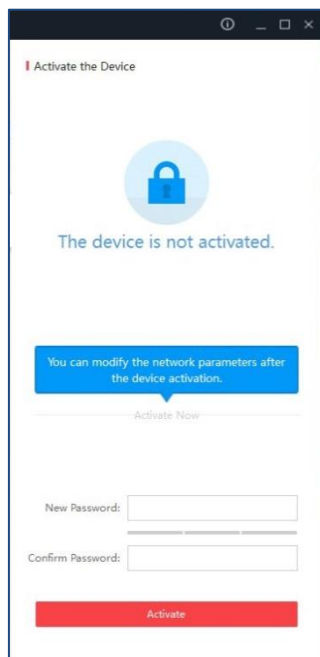 Activate the Device
The device is not activated.
You can modify the network parameters after
the device activation.
Activate Now
New Password:
Confirm Password:
Activate